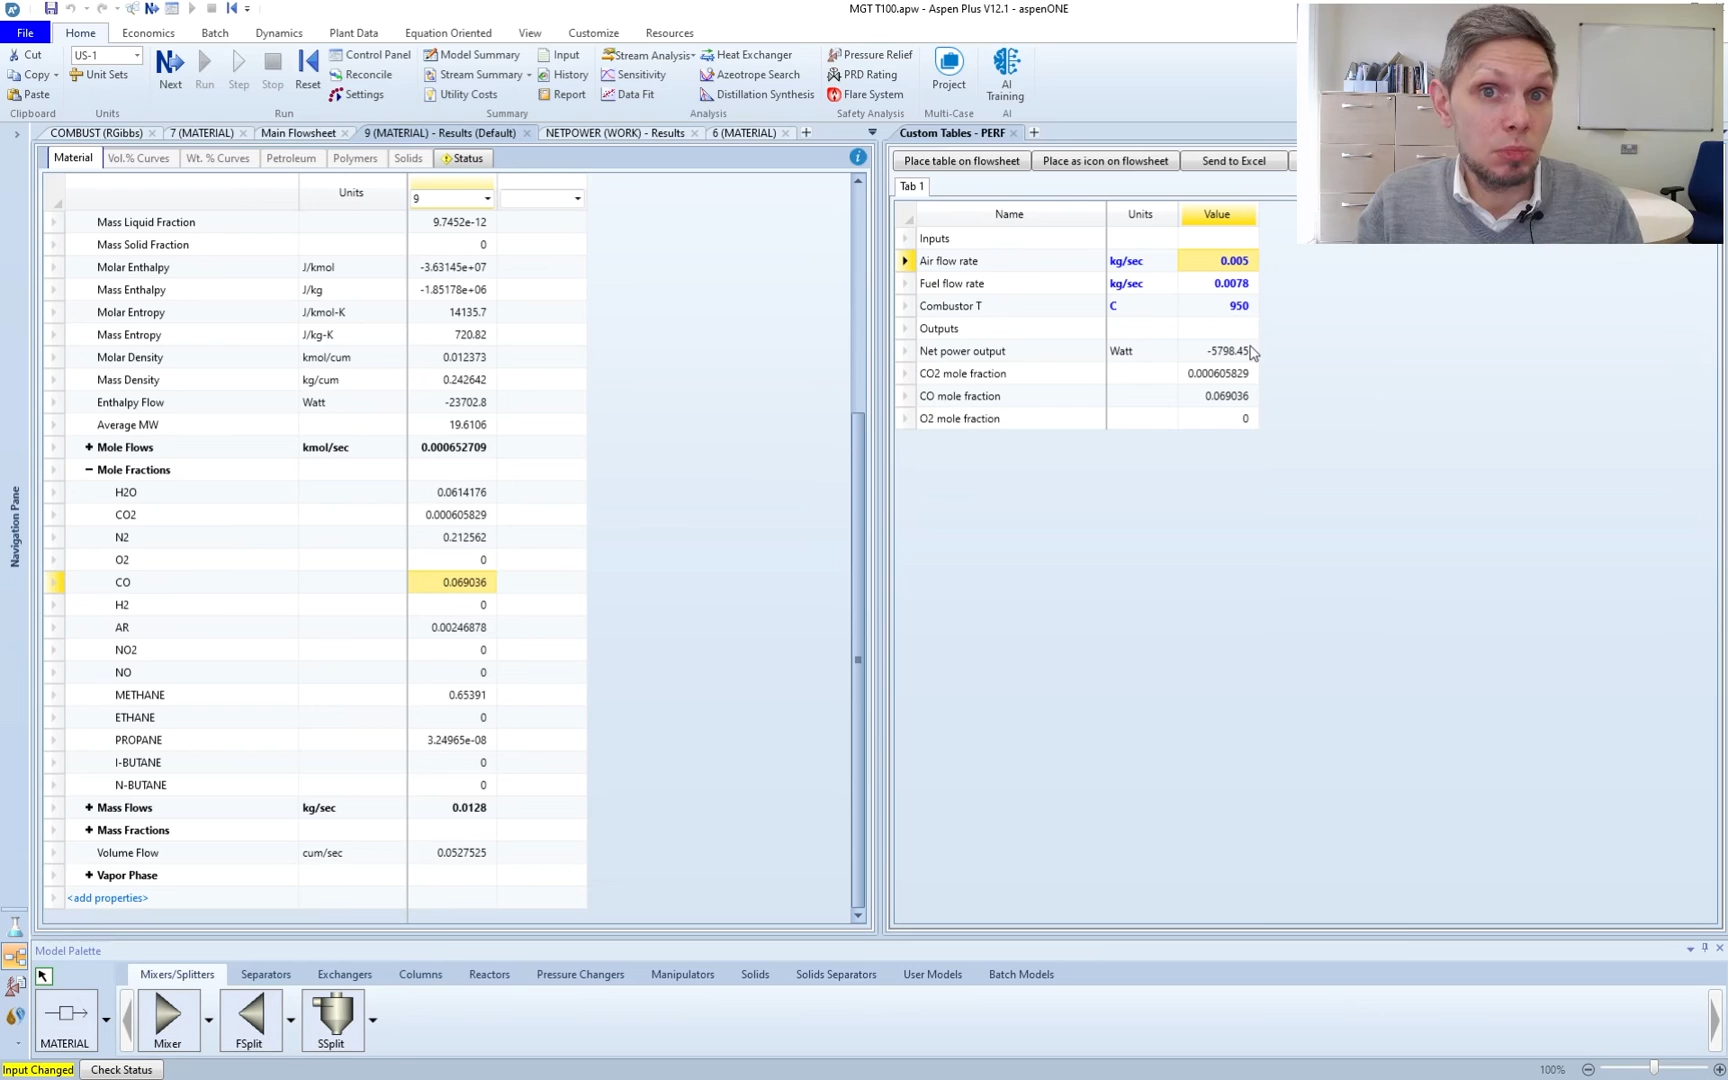 MGT T100.apw - Aspen Plus V12.1 - aspenONE
File Home Economics Batch Dynamics Plant Data Equation Oriented View Customize Resources
Cut US-1 Control Panel Model Summary Input Stream Analysis Heat Exchanger Pressure Relief
Copy Unit Sets Next Run Step Stop Reset Reconcile Stream Summary History Sensitivity Azeotrope Search PRD Rating Project AI Training
Paste Settings Utility Costs Report Data Fit Distillation Synthesis Flare System
Clipboard Units Run Summary Analysis Safety Analysis Multi-Case
COMBUST (RGibbs) 7 (MATERIAL) Main Flowsheet 9 (MATERIAL) - Results (Default) NETPOWER (WORK) - Results 6 (MATERIAL)
Material Vol.% Curves Wt. % Curves Petroleum Polymers Solids Status
Units 9
Mass Liquid Fraction 9.7452e-12
Mass Solid Fraction 0
Molar Enthalpy J/kmol -3.63145e+07
Mass Enthalpy J/kg -1.85178e+06
Molar Entropy J/kmol-K 14135.7
Mass Entropy J/kg-K 720.82
Molar Density kmol/cum 0.012373
Mass Density kg/cum 0.242642
Enthalpy Flow Watt -23702.8
Average MW 19.6106
+ Mole Flows kmol/sec 0.000652709
− Mole Fractions
H2O 0.0614176
CO2 0.000605829
N2 0.212562
O2 0
CO 0.069036
H2 0
AR 0.00246878
NO2 0
NO 0
METHANE 0.65391
ETHANE 0
PROPANE 3.24965e-08
I-BUTANE 0
N-BUTANE 0
+ Mass Flows kg/sec 0.0128
+ Mass Fractions
Volume Flow cum/sec 0.0527525
+ Vapor Phase
<add properties>
Navigation Pane
Custom Tables - PERF
Place table on flowsheet Place as icon on flowsheet Send to Excel
Tab 1
Name Units Value
Inputs
Air flow rate kg/sec 0.005
Fuel flow rate kg/sec 0.0078
Combustor T C 950
Outputs
Net power output Watt -5798.45
CO2 mole fraction 0.000605829
CO mole fraction 0.069036
O2 mole fraction 0
Model Palette
Mixers/Splitters Separators Exchangers Columns Reactors Pressure Changers Manipulators Solids Solids Separators User Models Batch Models
MATERIAL Mixer FSplit SSplit
Input Changed Check Status 100%